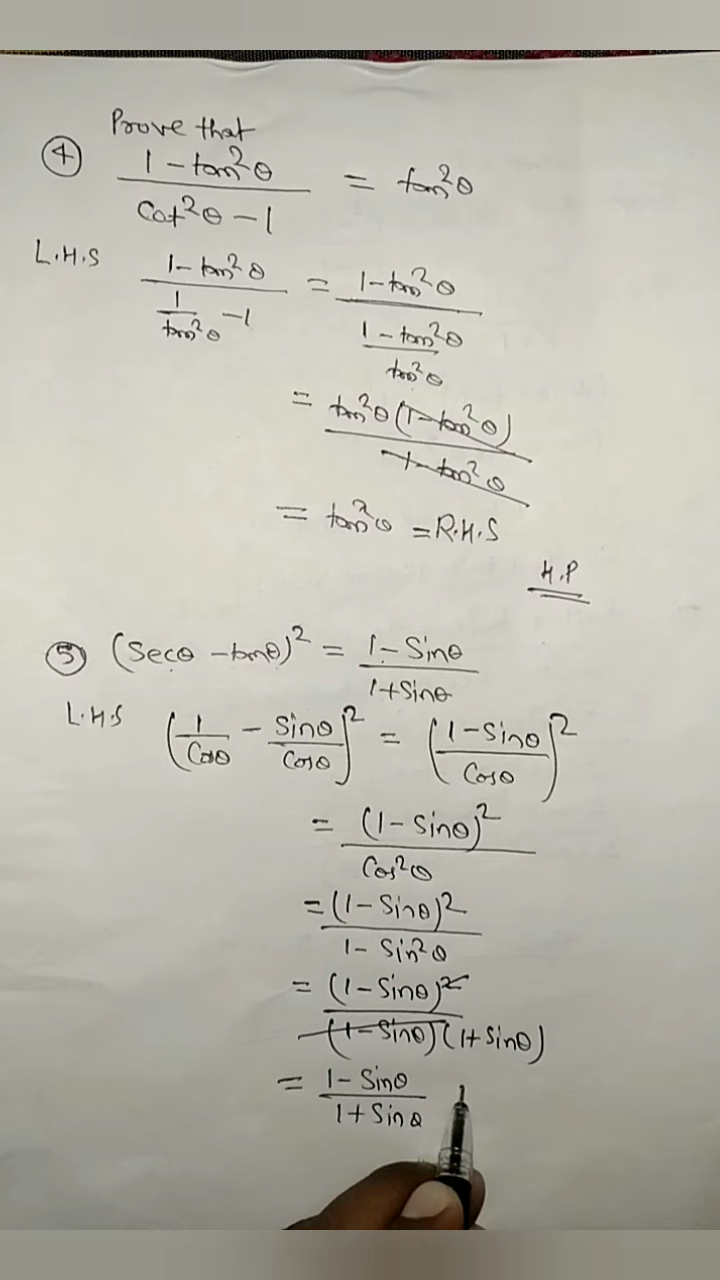 Prove that
④ (1 - tan²θ)/(Cot²θ - 1) = tan²θ
L.H.S (1 - tan²θ)/(1/tan²θ - 1) = (1 - tan²θ)/((1 - tan²θ)/tan²θ)
= tan²θ(1 - tan²θ)/(1 - tan²θ)
= tan²θ = R.H.S
H.P
⑤ (Secθ - tanθ)² = (1 - Sinθ)/(1 + Sinθ)
L.H.S (1/Cosθ - Sinθ/Cosθ)² = ((1 - Sinθ)/Cosθ)²
= (1 - Sinθ)²/Cos²θ
= (1 - Sinθ)²/(1 - Sin²θ)
= (1 - Sinθ)²/((1 - Sinθ)(1 + Sinθ))
= (1 - Sinθ)/(1 + Sinθ)